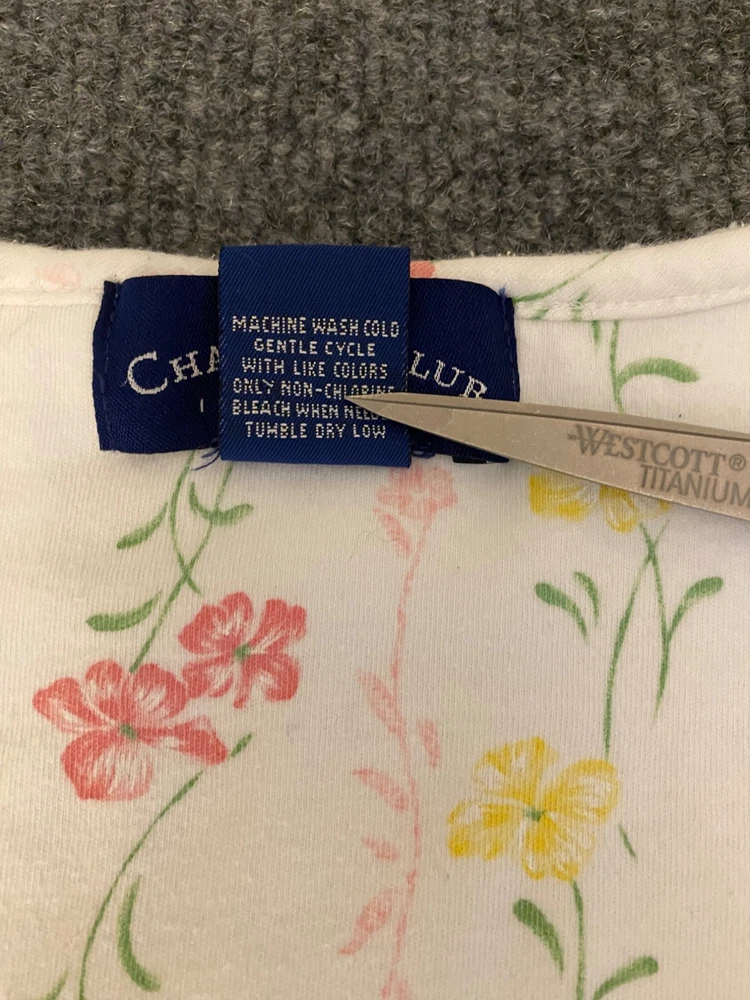 MACHINE WASH COLD
GENTLE CYCLE
WITH LIKE COLORS
ONLY NON-CHLORINE
BLEACH WHEN
TUMBLE DRY LOW
WESTCOTT®
TITANIUM